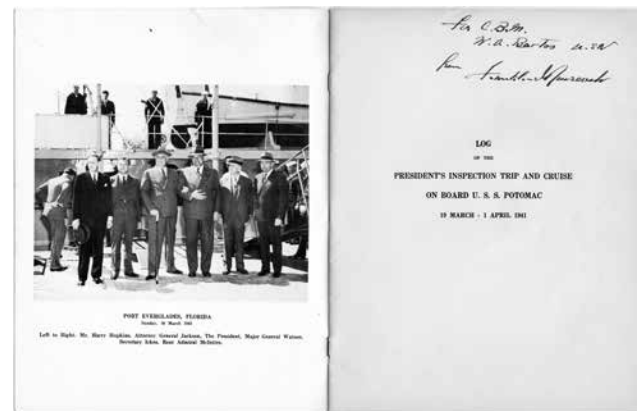 PORT EVERGLADES, FLORIDA
Sunday, 30 March 1941
Left to Right: Mr. Harry Hopkins, Attorney General Jackson, The President, Major General Watson,
Secretary Ickes, Rear Admiral McIntire.
For C.B.M.
W.A. Bartos U.S.N
from Franklin D Roosevelt
LOG
OF THE
PRESIDENT'S INSPECTION TRIP AND CRUISE
ON BOARD U. S. S. POTOMAC
19 MARCH - 1 APRIL 1941